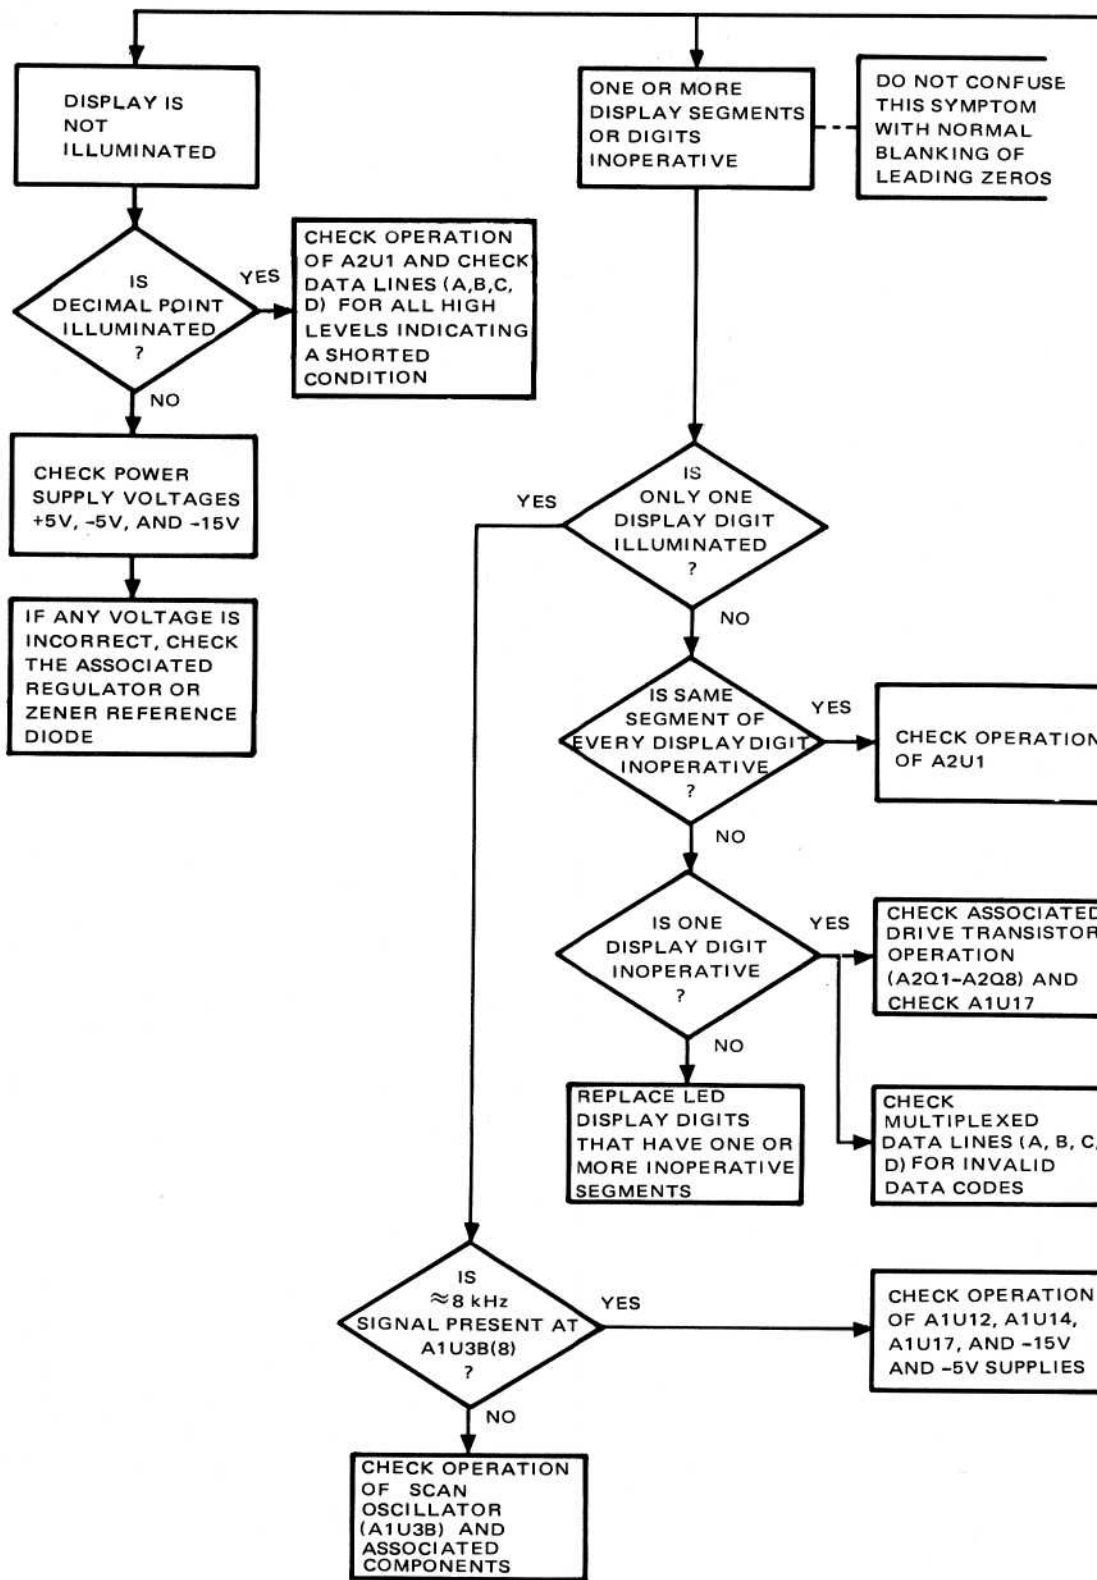 DISPLAY IS
NOT
ILLUMINATED
ONE OR MORE
DISPLAY SEGMENTS
OR DIGITS
INOPERATIVE
DO NOT CONFUSE
THIS SYMPTOM
WITH NORMAL
BLANKING OF
LEADING ZEROS
IS
DECIMAL POINT
ILLUMINATED
?
YES
CHECK OPERATION
OF A2U1 AND CHECK
DATA LINES (A,B,C,
D) FOR ALL HIGH
LEVELS INDICATING
A SHORTED
CONDITION
NO
CHECK POWER
SUPPLY VOLTAGES
+5V, -5V, AND -15V
IF ANY VOLTAGE IS
INCORRECT, CHECK
THE ASSOCIATED
REGULATOR OR
ZENER REFERENCE
DIODE
IS
ONLY ONE
DISPLAY DIGIT
ILLUMINATED
?
YES
NO
IS SAME
SEGMENT OF
EVERY DISPLAY DIGIT
INOPERATIVE
?
YES
CHECK OPERATION
OF A2U1
NO
IS ONE
DISPLAY DIGIT
INOPERATIVE
?
YES
CHECK ASSOCIATED
DRIVE TRANSISTOR
OPERATION
(A2Q1-A2Q8) AND
CHECK A1U17
CHECK
MULTIPLEXED
DATA LINES (A, B, C,
D) FOR INVALID
DATA CODES
NO
REPLACE LED
DISPLAY DIGITS
THAT HAVE ONE OR
MORE INOPERATIVE
SEGMENTS
IS
≈8 kHz
SIGNAL PRESENT AT
A1U3B(8)
?
YES
CHECK OPERATION
OF A1U12, A1U14,
A1U17, AND -15V
AND -5V SUPPLIES
NO
CHECK OPERATION
OF SCAN
OSCILLATOR
(A1U3B) AND
ASSOCIATED
COMPONENTS